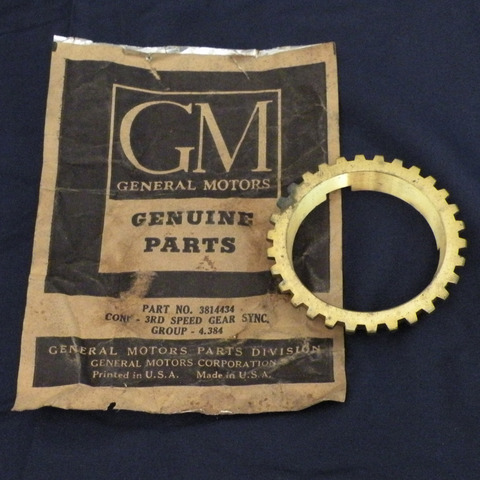 GM
GENERAL MOTORS
GENUINE
PARTS
PART NO. 3814434
CONE - 3RD SPEED GEAR SYNC.
GROUP - 4.384
GENERAL MOTORS PARTS DIVISION
GENERAL MOTORS CORPORATION
Printed in U.S.A. Made in U.S.A.